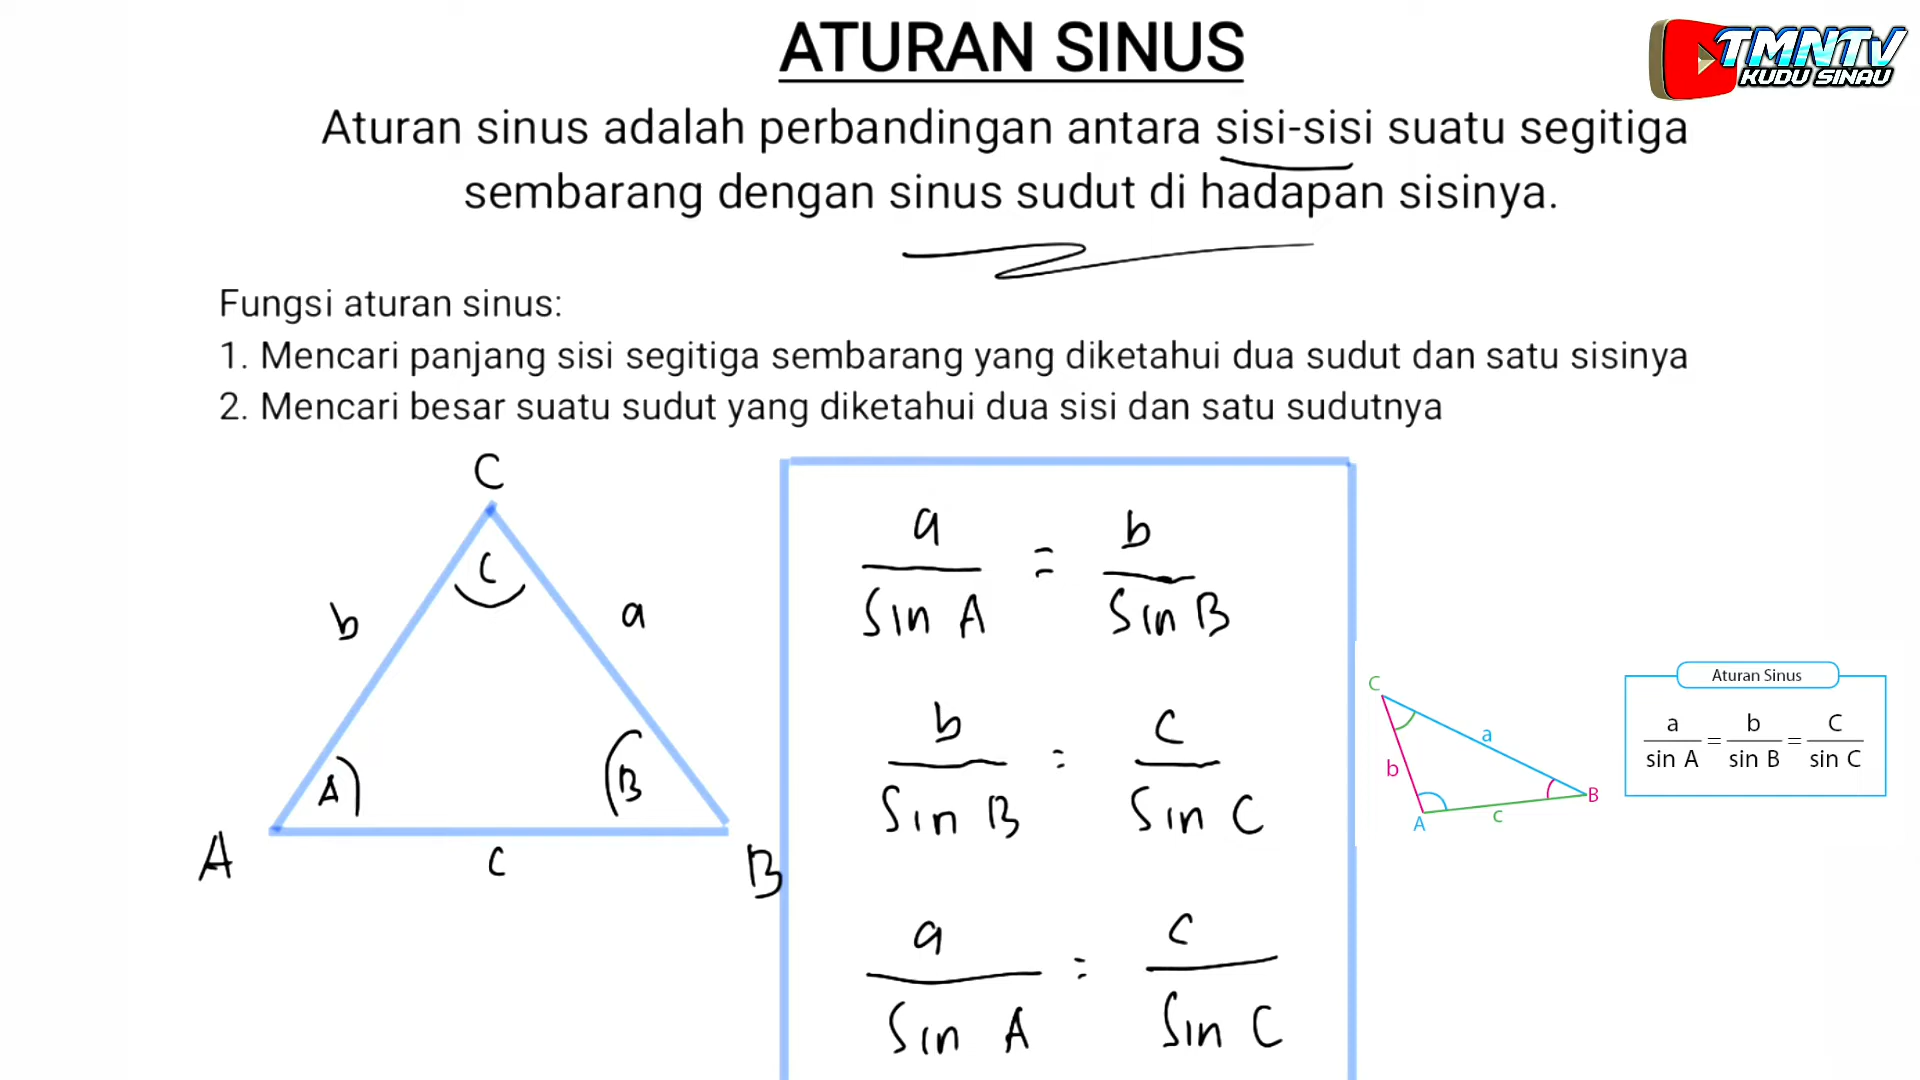 ATURAN SINUS
TMNTV
KUDU SINAU
Aturan sinus adalah perbandingan antara sisi-sisi suatu segitiga
sembarang dengan sinus sudut di hadapan sisinya.
Fungsi aturan sinus:
1. Mencari panjang sisi segitiga sembarang yang diketahui dua sudut dan satu sisinya
2. Mencari besar suatu sudut yang diketahui dua sisi dan satu sudutnya
C
C
b a
A B
A c B
a = b
sin A sin B
b = c
sin B sin C
a = c
sin A sin C
C
a
b
B
A c
Aturan Sinus
a = b = C
sin A sin B sin C